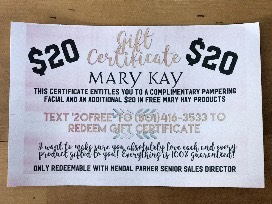 $20 Gift $20
Certificate
MARY KAY
THIS CERTIFICATE ENTITLES YOU TO A COMPLIMENTARY PAMPERING
FACIAL AND AN ADDITIONAL $20 IN FREE MARY KAY PRODUCTS
TEXT '20FREE' TO (801)416-3533 TO
REDEEM GIFT CERTIFICATE
I want to make sure you absolutely love each and every
product gifted to you! Everything is 100% guaranteed!
ONLY REDEEMABLE WITH MENDAL PARKER SENIOR SALES DIRECTOR